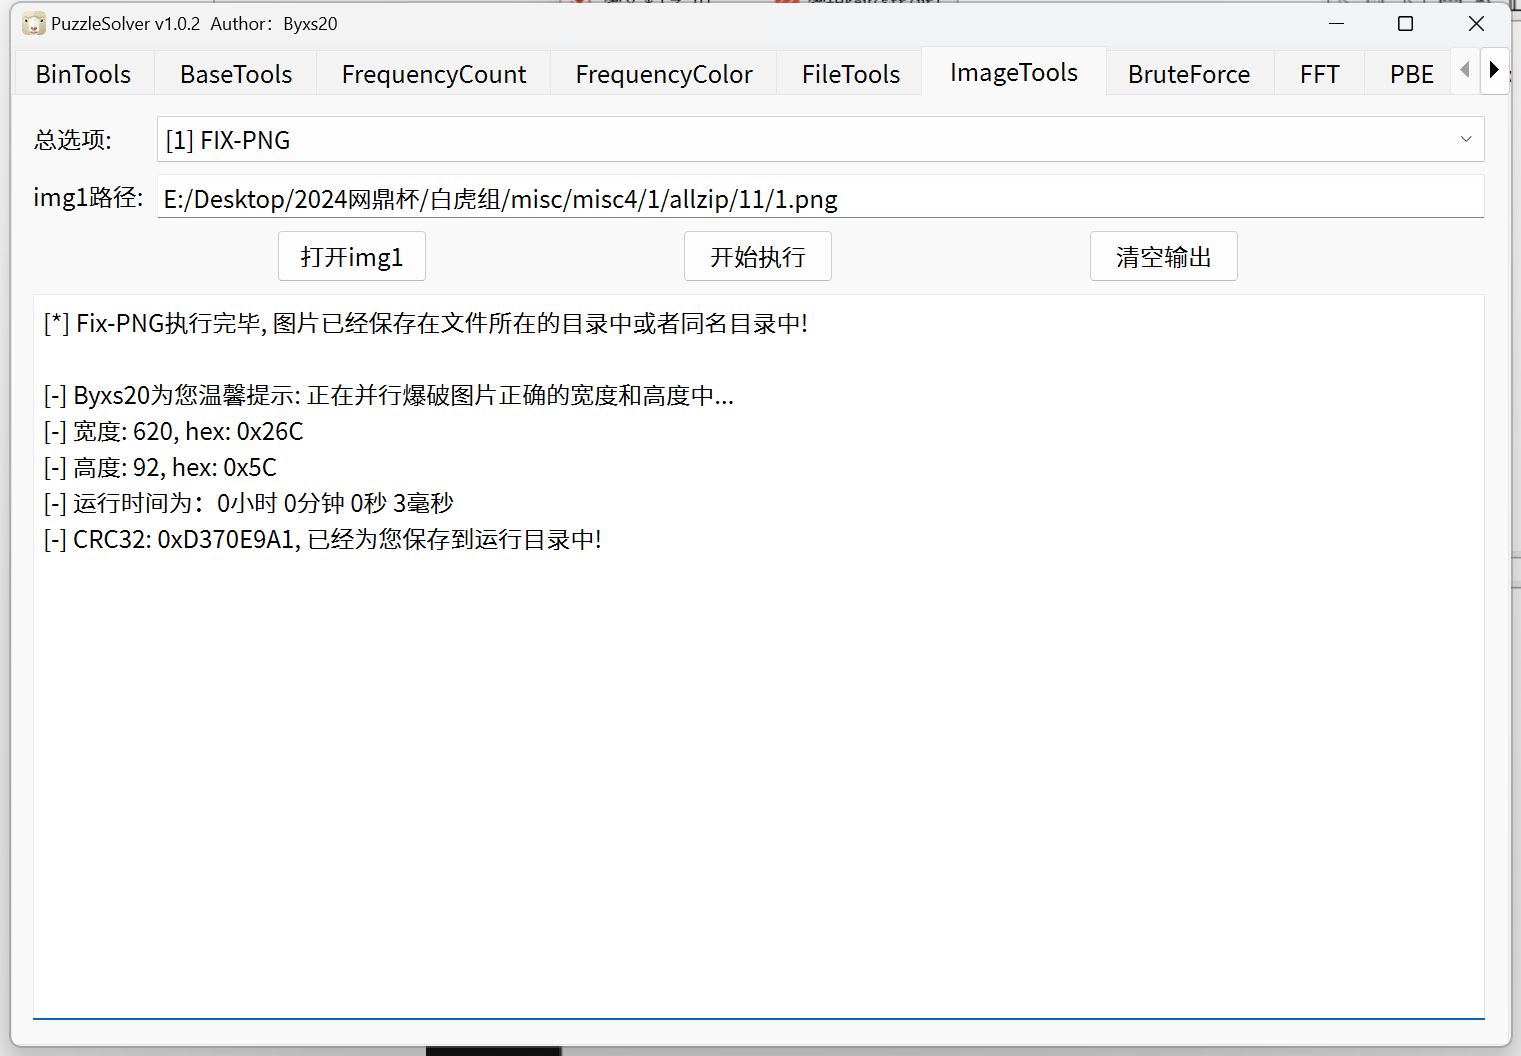 PuzzleSolver v1.0.2 Author：Byxs20
BinTools BaseTools FrequencyCount FrequencyColor FileTools ImageTools BruteForce FFT PBE
总选项: [1] FIX-PNG
img1路径: E:/Desktop/2024网鼎杯/白虎组/misc/misc4/1/allzip/11/1.png
打开img1 开始执行 清空输出
[*] Fix-PNG执行完毕, 图片已经保存在文件所在的目录中或者同名目录中!
[-] Byxs20为您温馨提示: 正在并行爆破图片正确的宽度和高度中...
[-] 宽度: 620, hex: 0x26C
[-] 高度: 92, hex: 0x5C
[-] 运行时间为：0小时 0分钟 0秒 3毫秒
[-] CRC32: 0xD370E9A1, 已经为您保存到运行目录中!